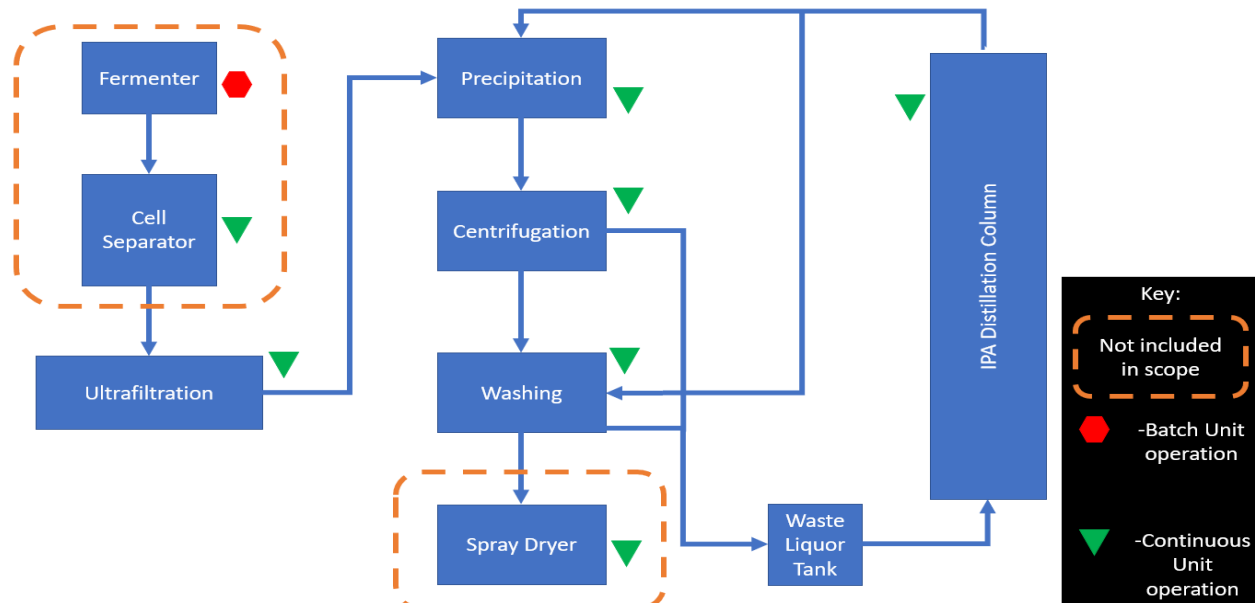 Fermenter
Cell
Separator
Ultrafiltration
Precipitation
Centrifugation
Washing
Spray Dryer
Waste
Liquor
Tank
IPA Distillation Column
Key:
Not included
in scope
-Batch Unit
operation
-Continuous
Unit
operation